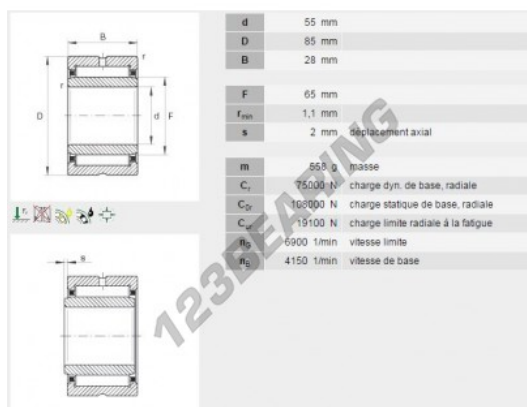 B
r
r
D
d
F
s
d 55 mm
D 85 mm
B 28 mm
F 65 mm
rmin 1,1 mm
s 2 mm déplacement axial
m 558 g masse
Cr 75000 N charge dyn. de base, radiale
C0r 108000 N charge statique de base, radiale
Cur 19100 N charge limite radiale á la fatigue
nG 6900 1/min vitesse limite
nB 4150 1/min vitesse de base
123BEARING